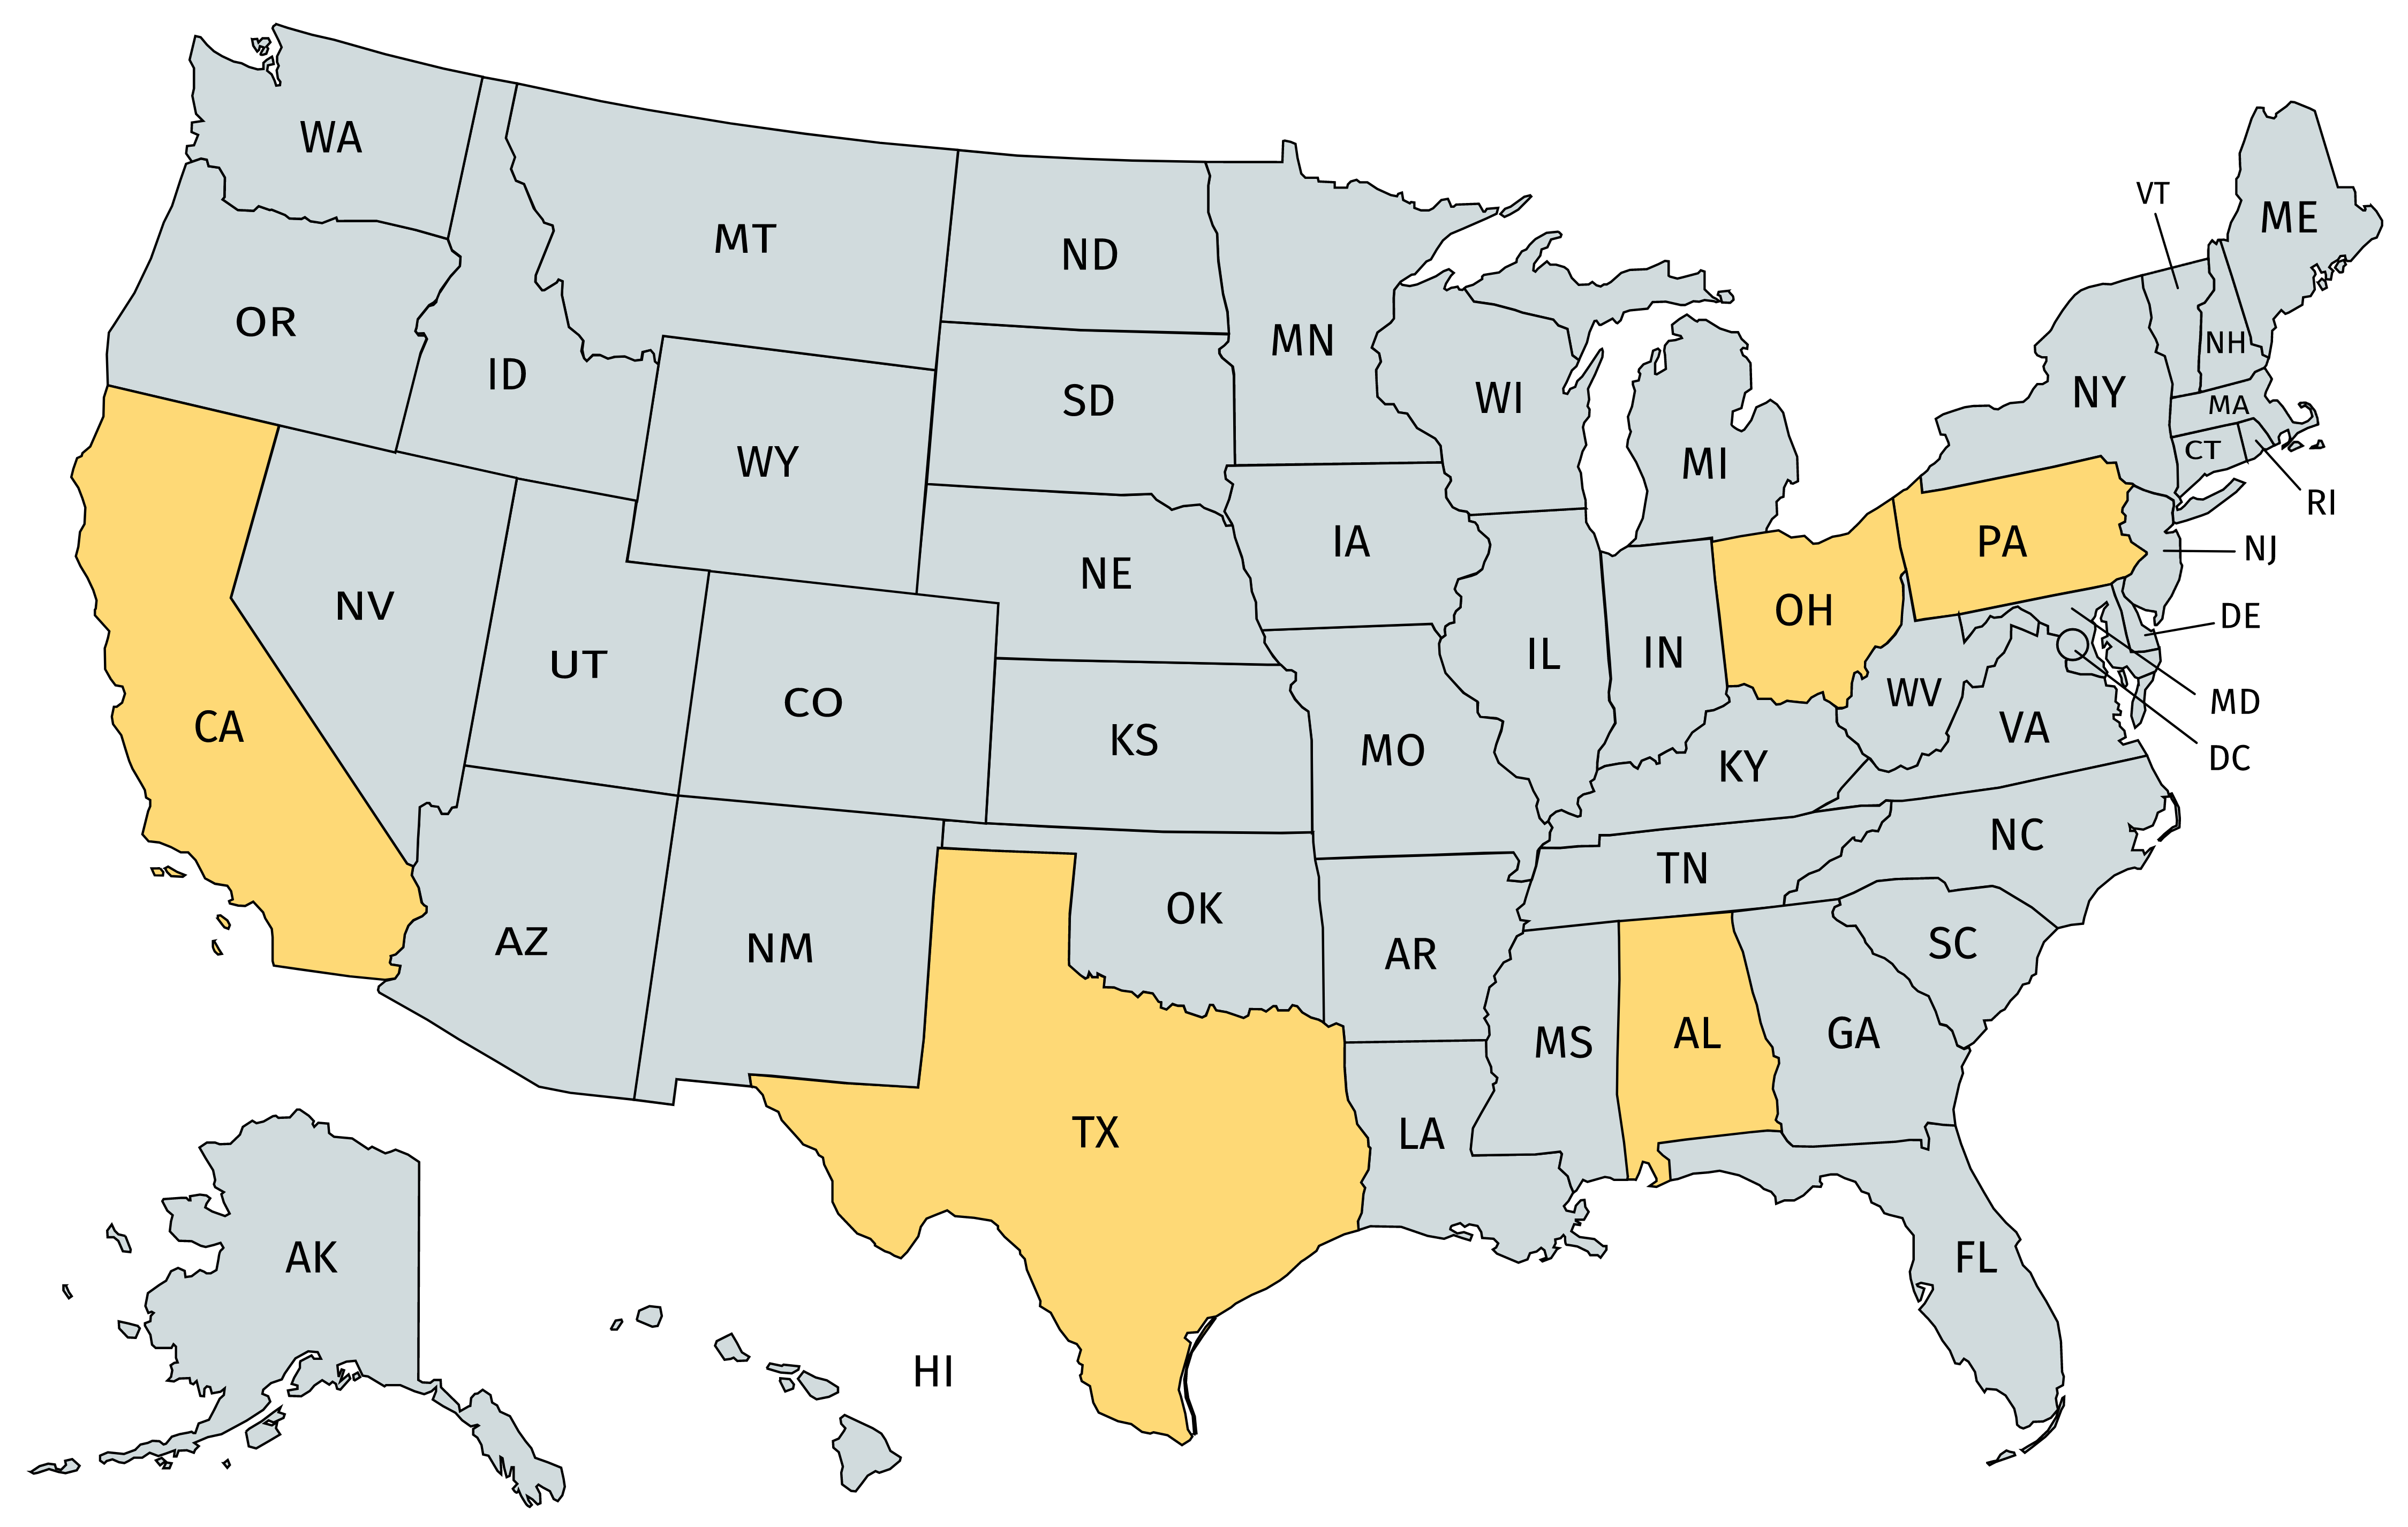 WA
VT
ME
MT
ND
OR
MN
NH
ID
SD
WI
NY
MA
WY
MI
CT
RI
IA
PA
NJ
NE
NV
OH
DE
UT
IL
IN
WV
MD
CO
CA
VA
KS
MO
DC
KY
NC
TN
OK
AZ
NM
AR
SC
MS
AL
GA
TX
LA
AK
FL
HI